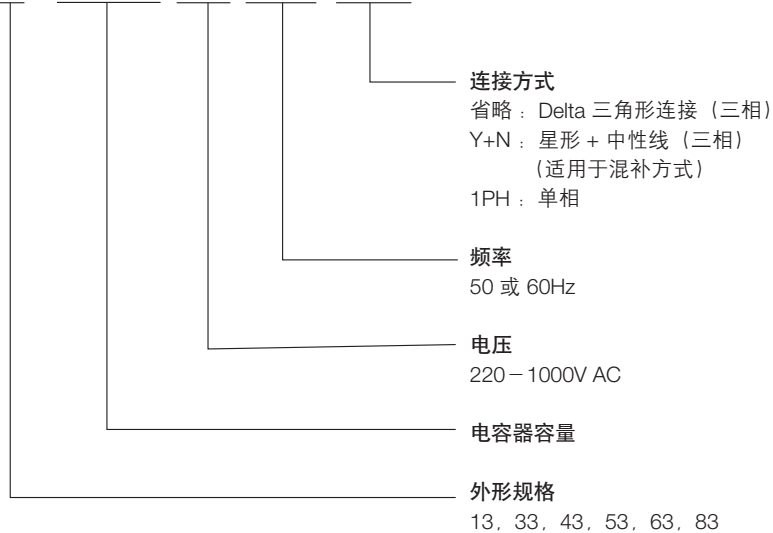 连接方式
省略：Delta 三角形连接（三相）
Y+N：星形 + 中性线（三相）
（适用于混补方式）
1PH：单相
频率
50 或 60Hz
电压
220－1000V AC
电容器容量
外形规格
13，33，43，53，63，83